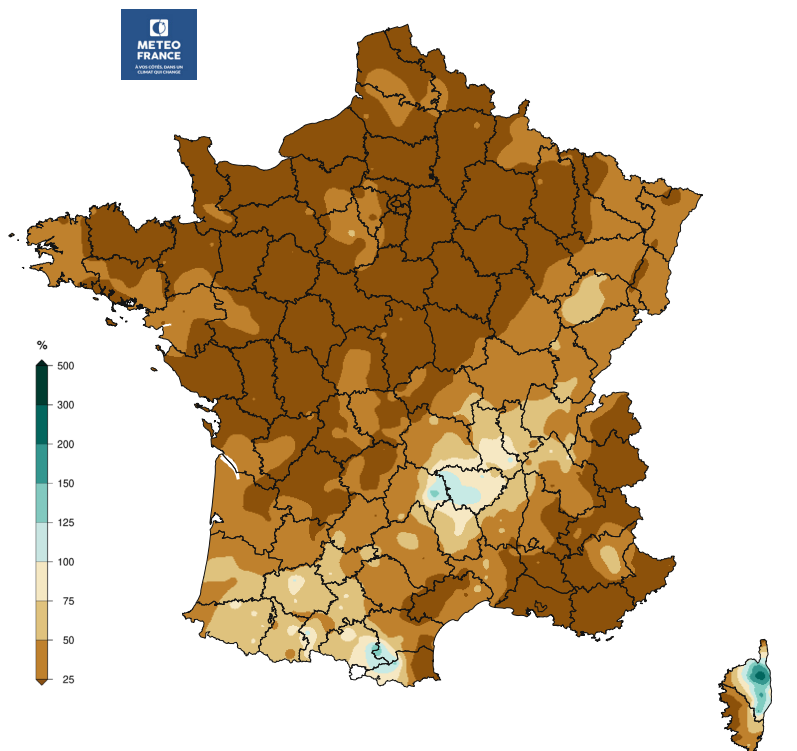 METEO
FRANCE
À VOS CÔTÉS, DANS UN
CLIMAT QUI CHANGE
%
500
300
200
150
125
100
75
50
25